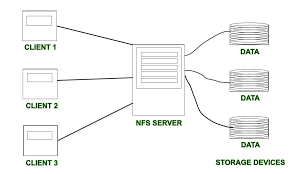 CLIENT 1
CLIENT 2
CLIENT 3
NFS SERVER
DATA
DATA
DATA
STORAGE DEVICES